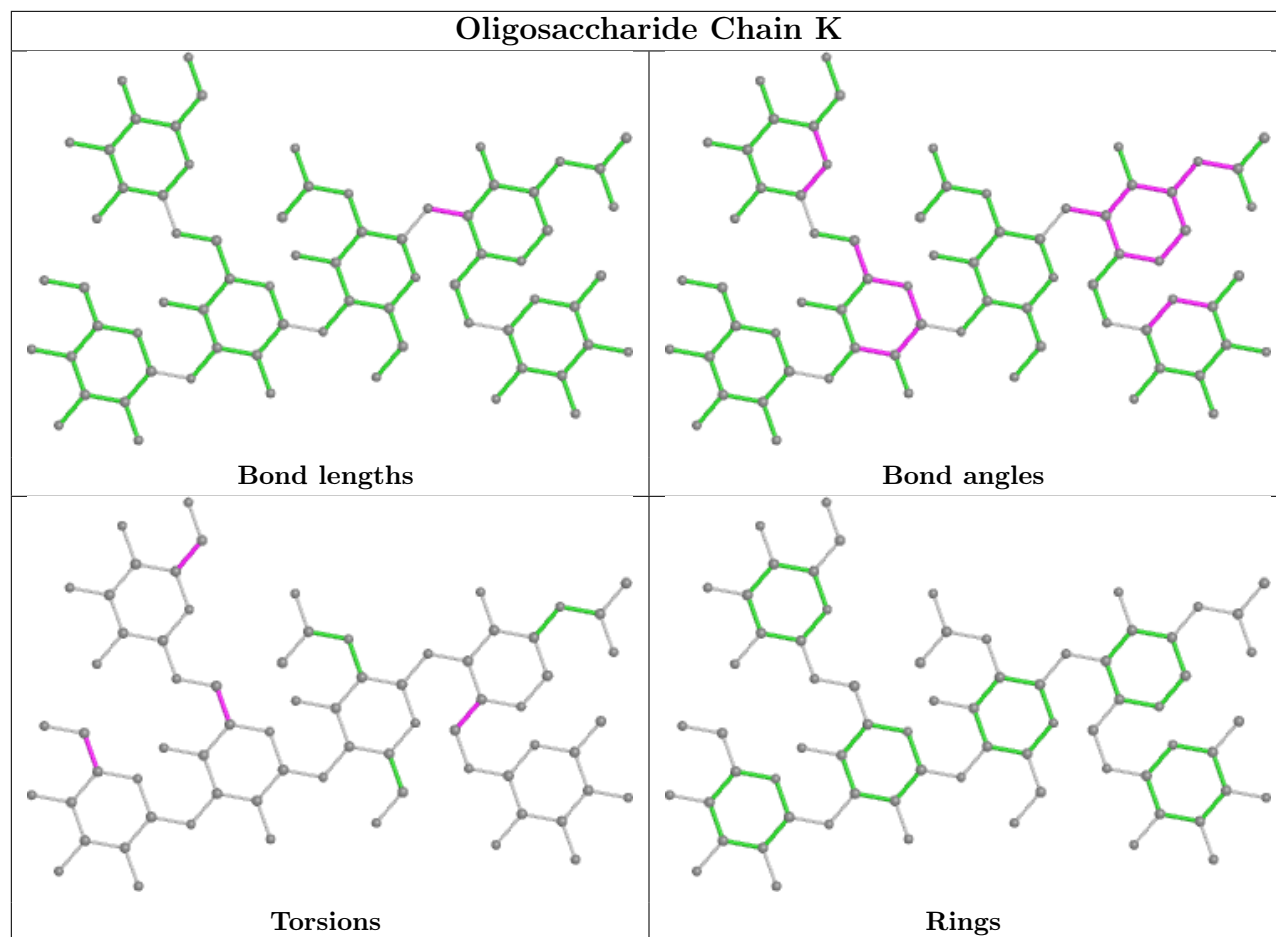 Oligosaccharide Chain K
Bond lengths
Bond angles
Torsions
Rings